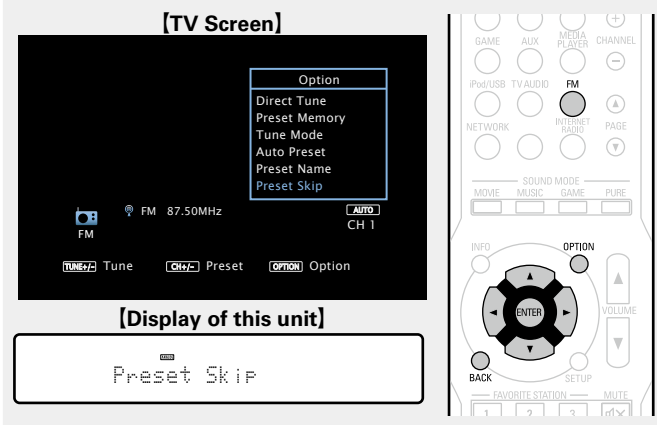 【TV Screen】
Option
Direct Tune
Preset Memory
Tune Mode
Auto Preset
Preset Name
Preset Skip
FM 87.50MHz
AUTO
CH 1
FM
TUNE+/- Tune
CH+/- Preset
OPTION Option
【Display of this unit】
Preset Skip
GAME AUX MEDIA PLAYER CHANNEL
iPod/USB TV AUDIO FM
NETWORK INTERNET RADIO PAGE
SOUND MODE
MOVIE MUSIC GAME PURE
INFO OPTION
ENTER
VOLUME
BACK SETUP
FAVORITE STATION MUTE
1 2 3